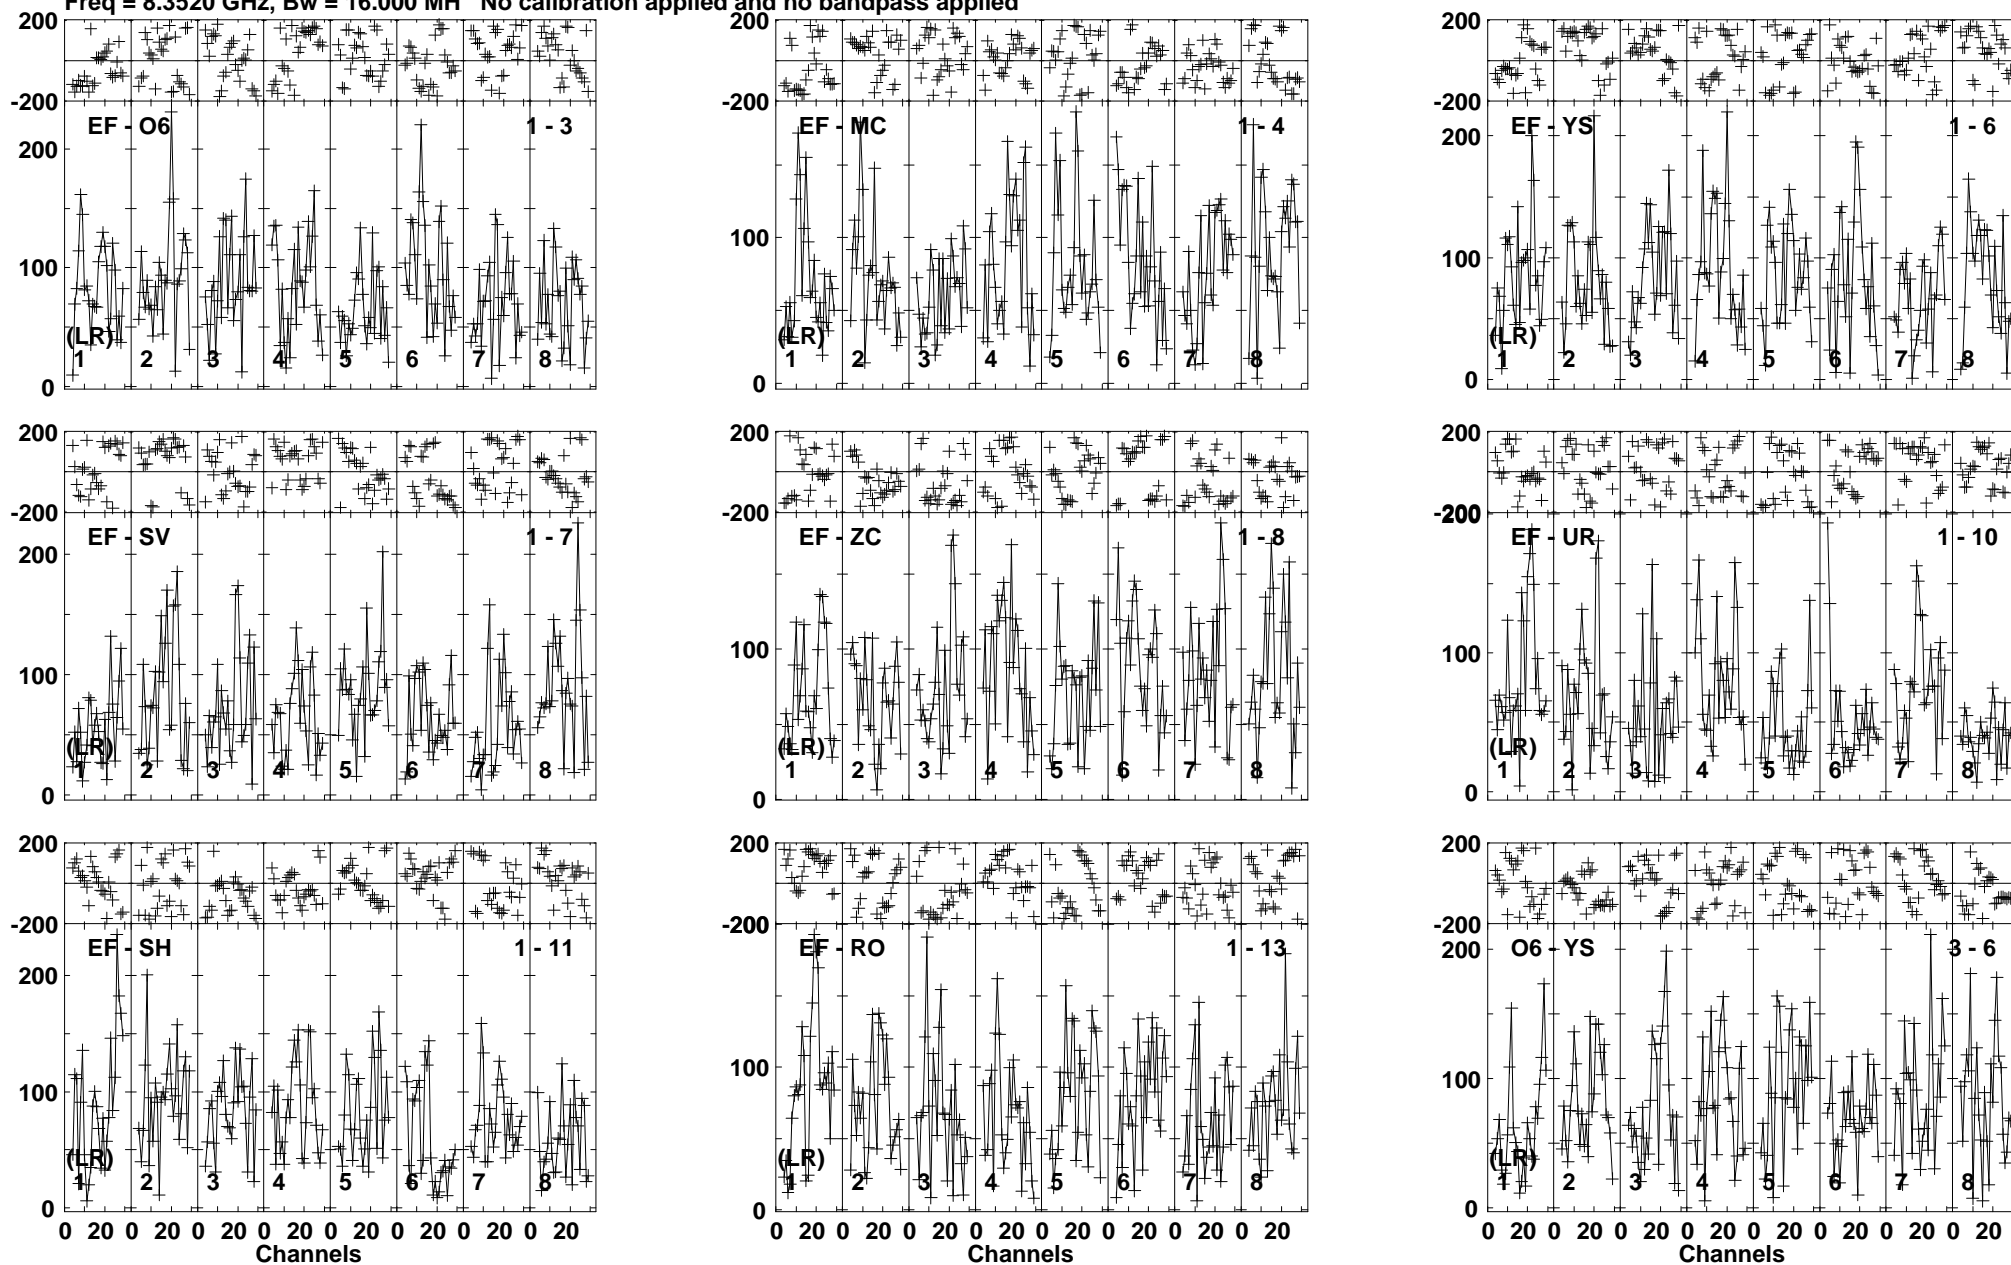 Freq = 8.3520 GHz, Bw = 16.000 MH No calibration applied and no bandpass applied
200 200 200
-200 -200 -200
EF - O6 1 - 3 EF - MC 1 - 4 EF - YS 1 - 6
200 200
100 100 100
(LR) (LR) (LR)
1 2 3 4 5 6 7 8 1 2 3 4 5 6 7 8 1 2 3 4 5 6 7 8
0 0 0
200 200 200
-200 -200 -200
200
EF - SV 1 - 7 EF - ZC 1 - 8 EF - UR 1 - 10
200
100 100 100
(LR) (LR) (LR)
1 2 3 4 5 6 7 8 1 2 3 4 5 6 7 8 1 2 3 4 5 6 7 8
0 0 0
200 200 200
-200 -200 -200
200
EF - SH 1 - 11 EF - RO 1 - 13 O6 - YS 3 - 6
200 200
100 100 100
(LR) (LR) (LR)
1 2 3 4 5 6 7 8 1 2 3 4 5 6 7 8 1 2 3 4 5 6 7 8
0 0 0
0 20 0 20 0 20 0 20 0 20 0 20 0 20 0 20 0 20 0 20 0 20 0 20 0 20 0 20 0 20 0 20 0 20 0 20 0 20 0 20 0 20 0 20 0 20 0 20
Channels Channels Channels